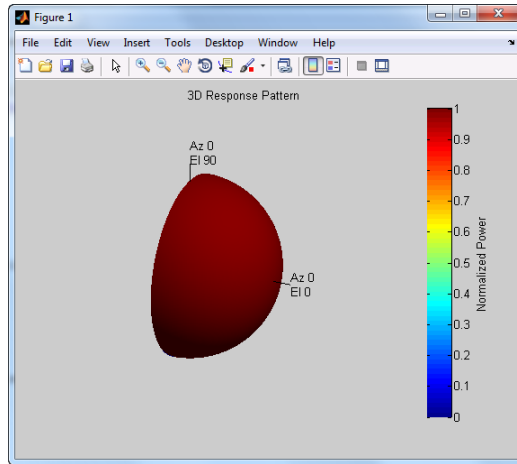 Figure 1
File Edit View Insert Tools Desktop Window Help
3D Response Pattern
Az 0
El 90
Az 0
El 0
1
0.9
0.8
0.7
0.6
0.5
0.4
0.3
0.2
0.1
0
Normalized Power